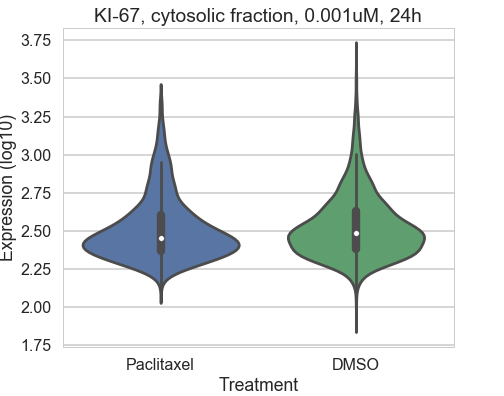 KI-67, cytosolic fraction, 0.001uM, 24h
Expression (log10)
3.75
3.50
3.25
3.00
2.75
2.50
2.25
2.00
1.75
Paclitaxel DMSO
Treatment